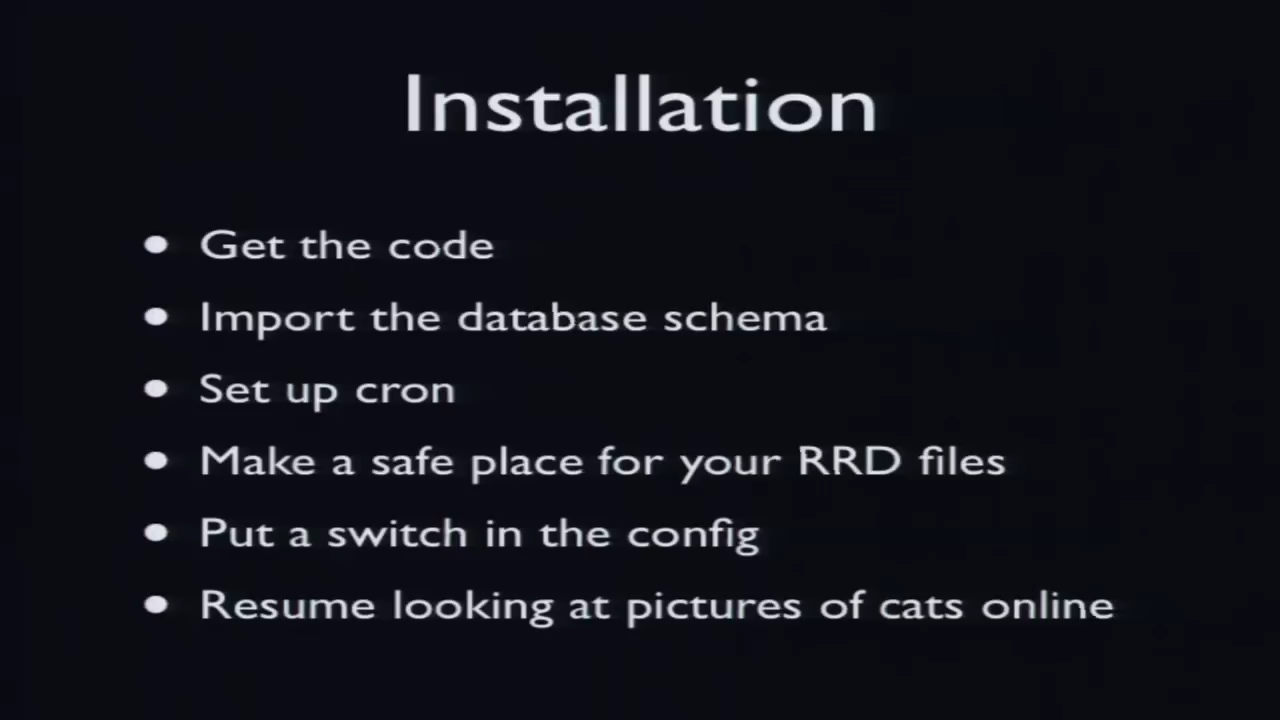 Installation
• Get the code
• Import the database schema
• Set up cron
• Make a safe place for your RRD files
• Put a switch in the config
• Resume looking at pictures of cats online